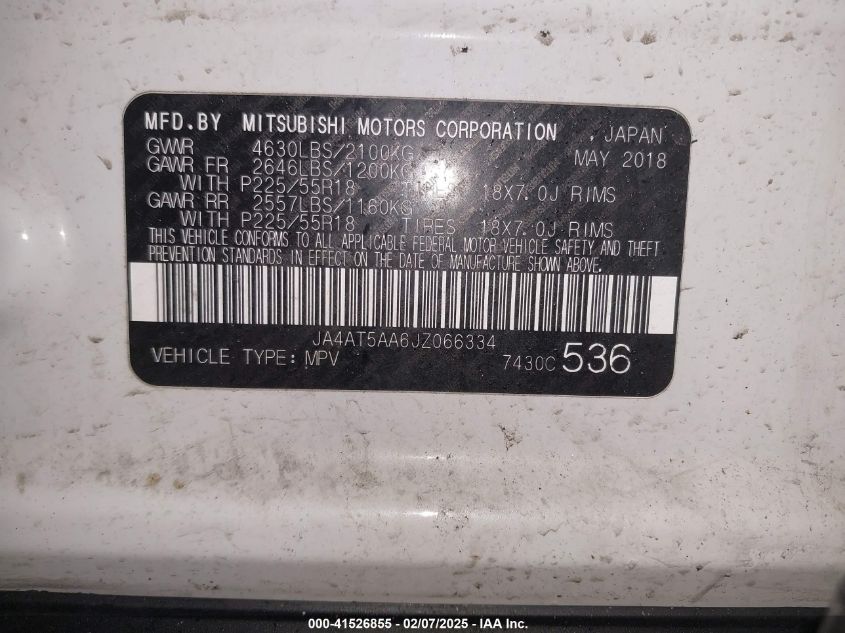 MFD.BY MITSUBISHI MOTORS CORPORATION , JAPAN
GVWR 4630LBS/2100KG MAY 2018
GAWR FR 2646LBS/1200KG
WITH P225/55R18 TIRES 18X7.0J RIMS
GAWR RR 2557LBS/1160KG
WITH P225/55R18 TIRES 18X7.0J RIMS
THIS VEHICLE CONFORMS TO ALL APPLICABLE FEDERAL MOTOR VEHICLE SAFETY AND THEFT
PREVENTION STANDARDS IN EFFECT ON THE DATE OF MANUFACTURE SHOWN ABOVE.
JA4AT5AA6JZ066334
VEHICLE TYPE: MPV 7430C 536
000-41526855 - 02/07/2025 - IAA Inc.